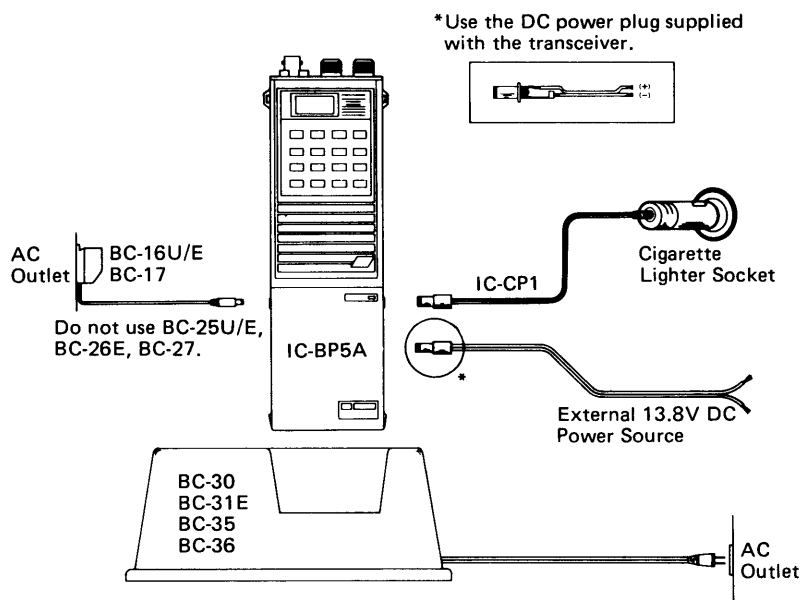 *Use the DC power plug supplied
with the transceiver.
(+)
(−)
AC
Outlet
BC-16U/E
BC-17
Do not use BC-25U/E,
BC-26E, BC-27.
IC-BP5A
IC-CP1
Cigarette
Lighter Socket
*
External 13.8V DC
Power Source
BC-30
BC-31E
BC-35
BC-36
AC
Outlet